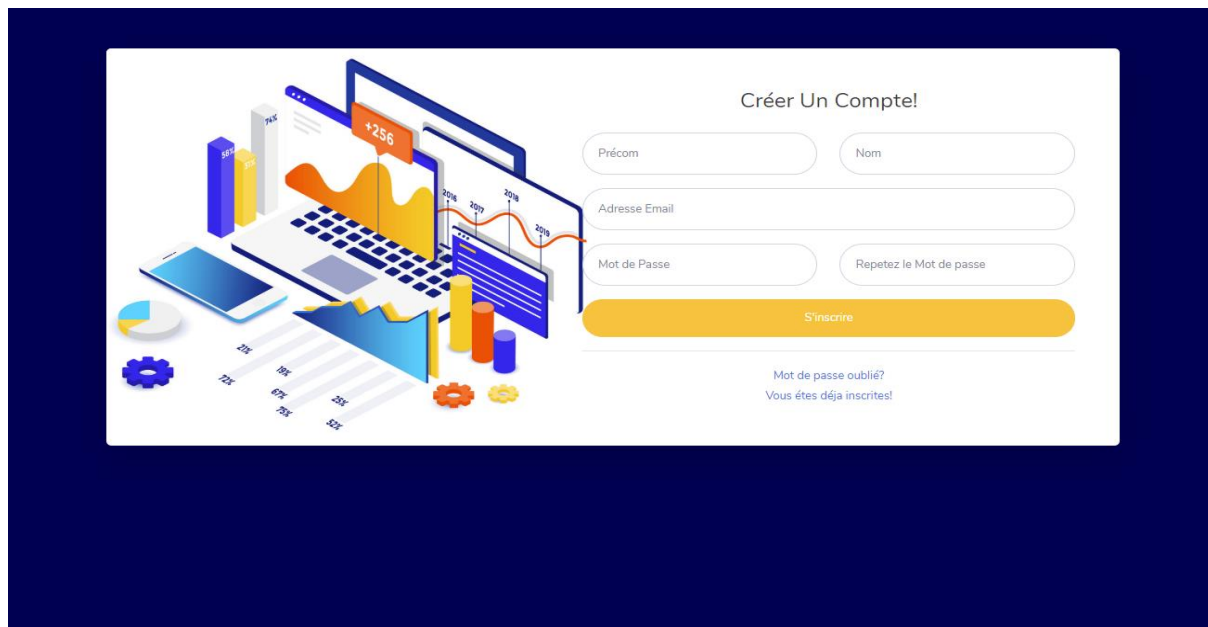 Créer Un Compte!
Précom
Nom
Adresse Email
Mot de Passe
Repetez le Mot de passe
S'inscrire
Mot de passe oublié?
Vous étes déja inscrites!
74%
58%
51%
+256
2016
2017
2018
2019
21%
72%
19%
67%
75%
25%
52%